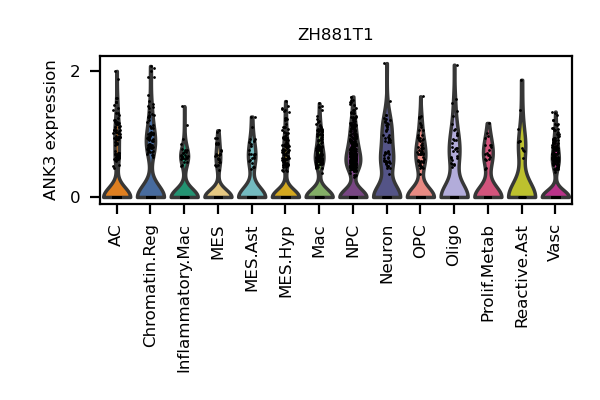 ZH881T1
ANK3 expression
2
0
AC
Chromatin.Reg
Inflammatory.Mac
MES
MES.Ast
MES.Hyp
Mac
NPC
Neuron
OPC
Oligo
Prolif.Metab
Reactive.Ast
Vasc